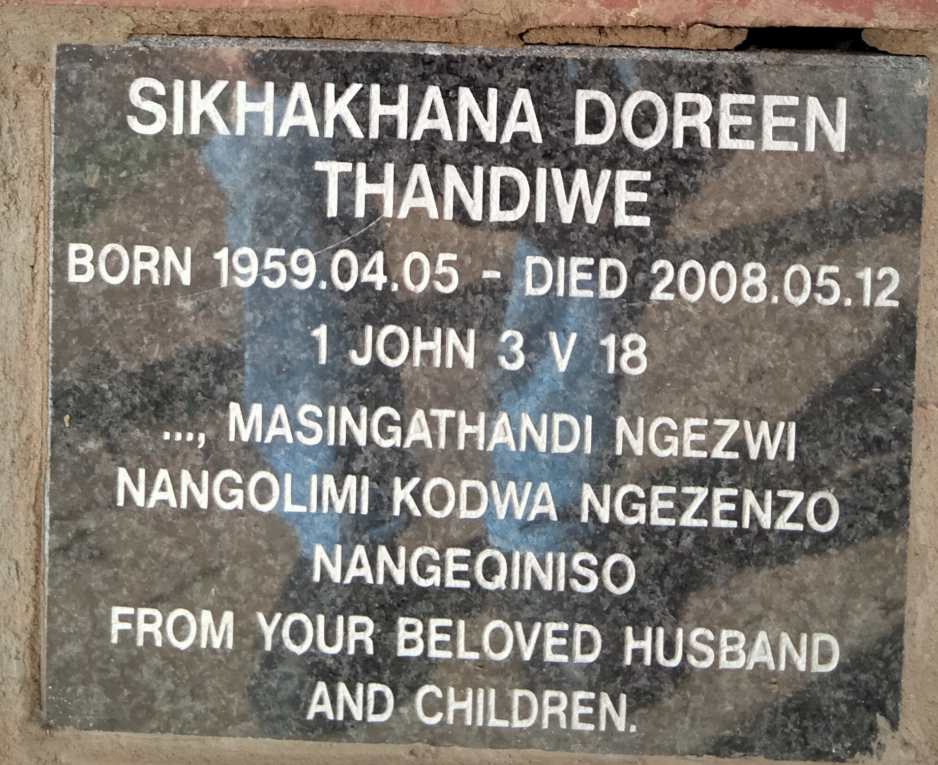 SIKHAKHANA DOREEN
THANDIWE
BORN 1959.04.05 - DIED 2008.05.12
1 JOHN 3 V 18
..., MASINGATHANDI NGEZWI
NANGOLIMI KODWA NGEZENZO
NANGEQINISO
FROM YOUR BELOVED HUSBAND
AND CHILDREN.